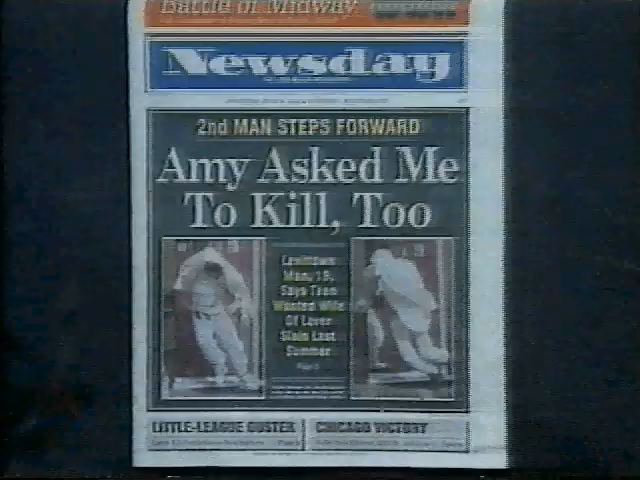 Battle of Midway
Newsday
2nd MAN STEPS FORWARD
Amy Asked Me
To Kill, Too
Levittown
Man, 19,
Says Teen
Wanted Wife
Of Lover
Slain Last
Summer
LITTLE-LEAGUE OUSTER
CHICAGO VICTORY